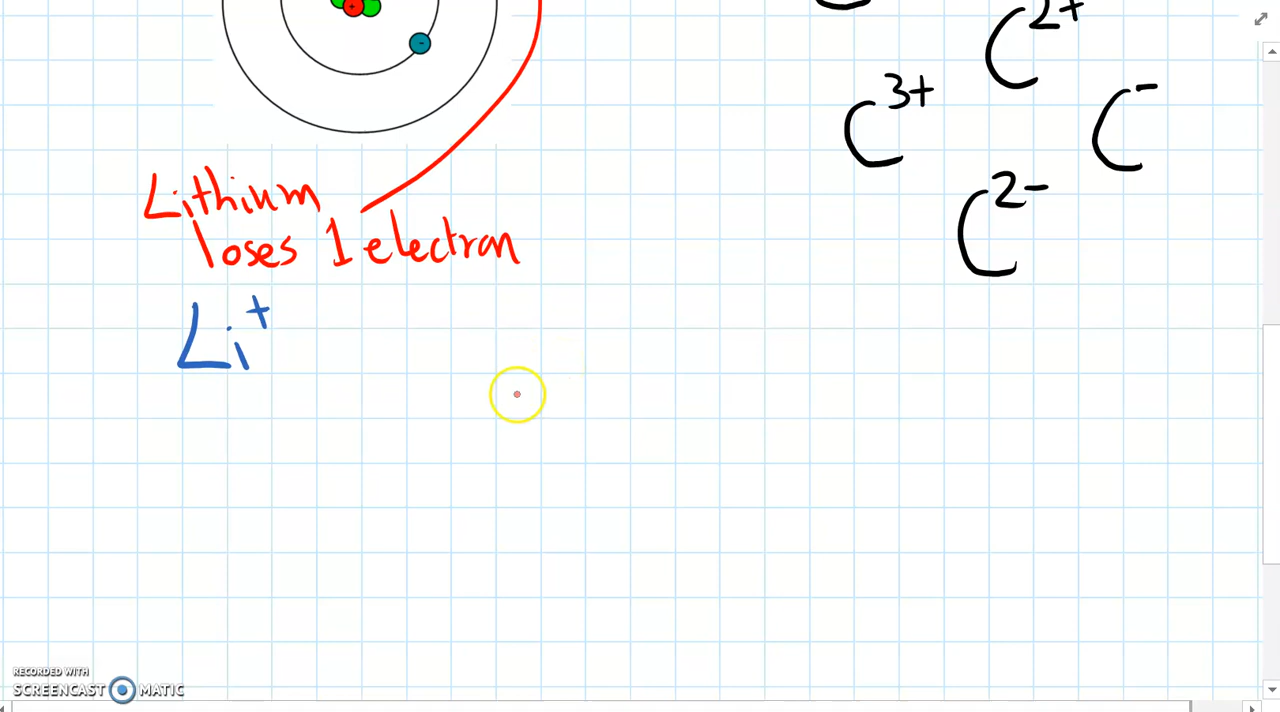 +
-
Lithium
loses 1 electron
Li⁺
C²⁺
C³⁺
C⁻
C²⁻
RECORDED WITH
SCREENCAST MATIC